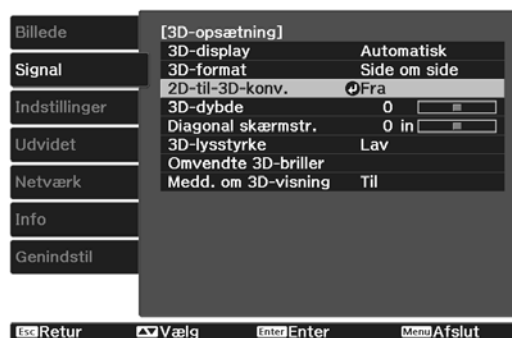 Billede
Signal
Indstillinger
Udvidet
Netværk
Info
Genindstil
[3D-opsætning]
3D-display Automatisk
3D-format Side om side
2D-til-3D-konv. Fra
3D-dybde 0
Diagonal skærmstr. 0 in
3D-lysstyrke Lav
Omvendte 3D-briller
Medd. om 3D-visning Til
Esc Retur Vælg Enter Enter Menu Afslut